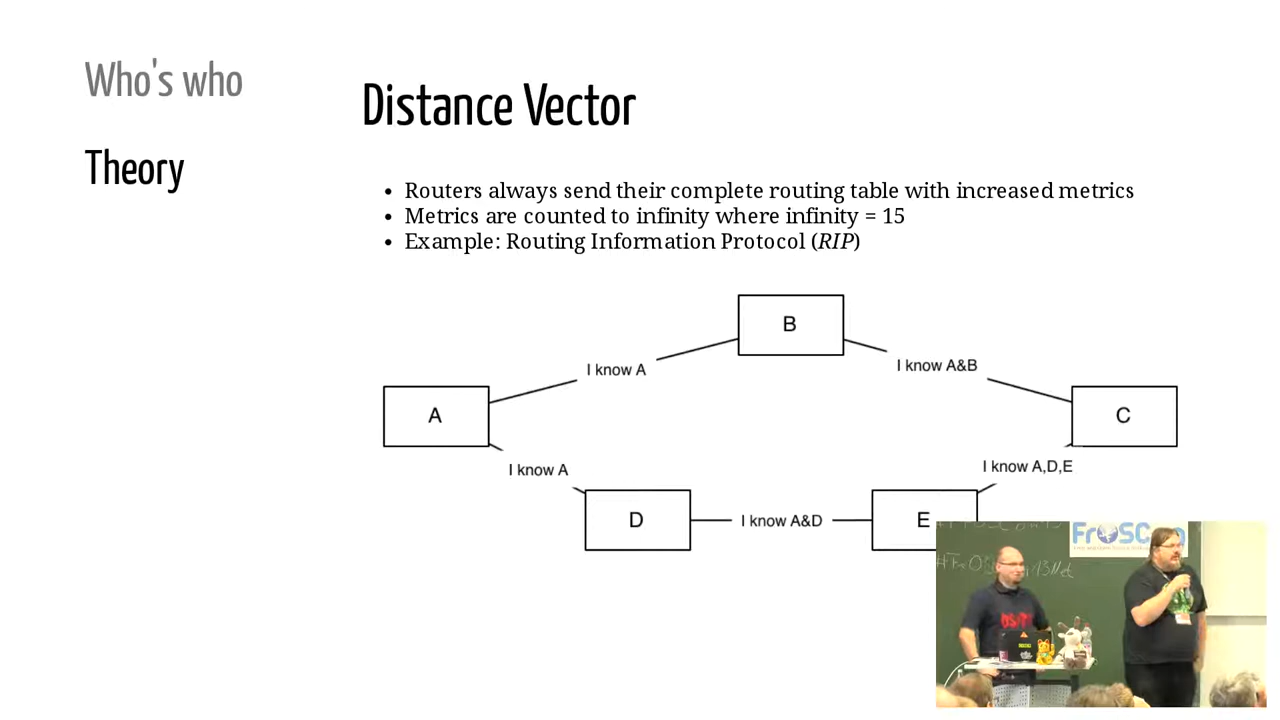 Who's who
Theory
Distance Vector
• Routers always send their complete routing table with increased metrics
• Metrics are counted to infinity where infinity = 15
• Example: Routing Information Protocol (RIP)
B
I know A
I know A&B
A
C
I know A
I know A,D,E
D
I know A&D
E
FrOSCon